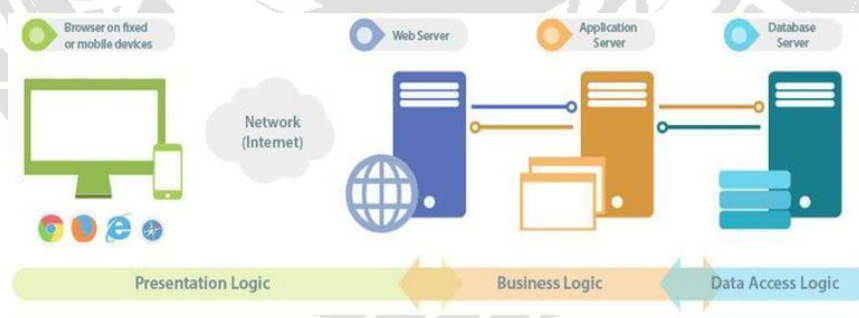 Browser on fixed
or mobile devices
Web Server
Application
Server
Database
Server
Network
(Internet)
Presentation Logic
Business Logic
Data Access Logic